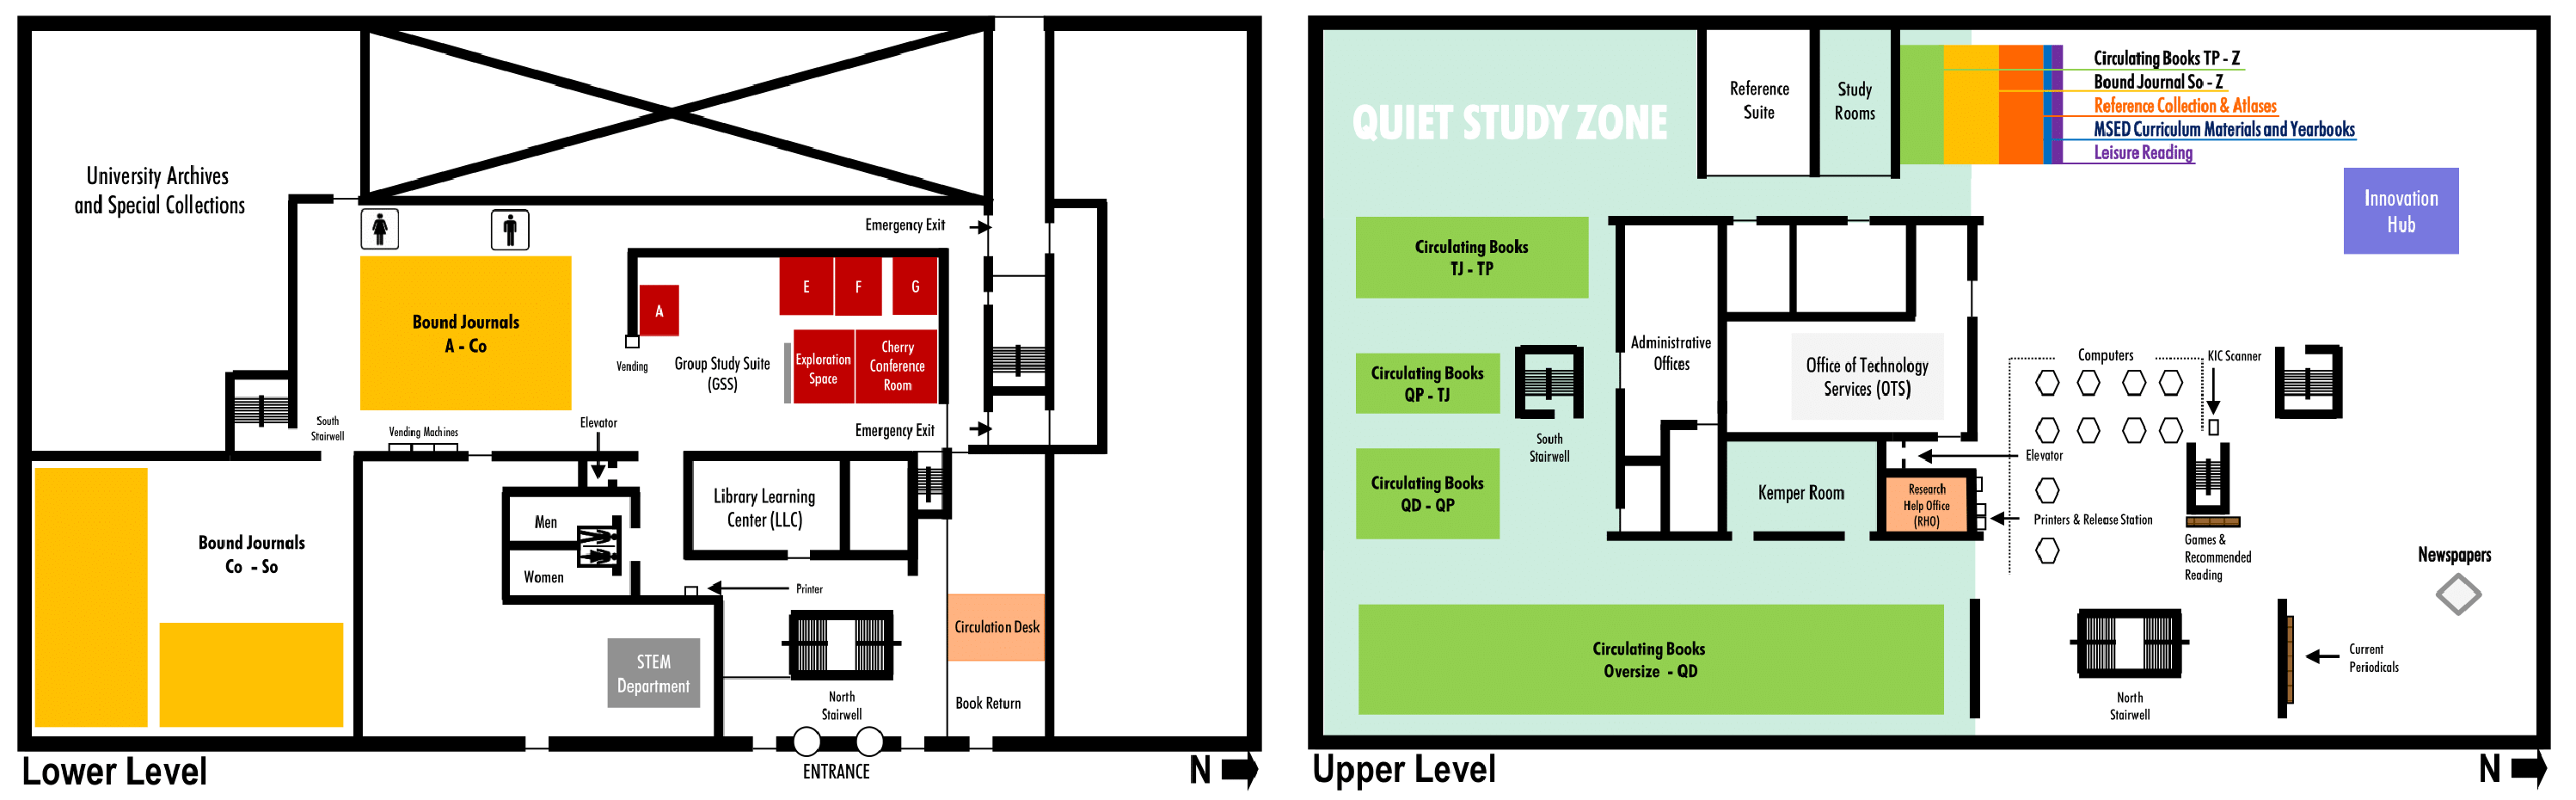 University Archives
and Special Collections
Emergency Exit
Bound Journals
A - Co
A
E
F
G
Vending
Group Study Suite
(GSS)
Exploration
Space
Cherry
Conference
Room
South
Stairwell
Vending Machines
Elevator
Emergency Exit
Bound Journals
Co - So
Men
Women
Library Learning
Center (LLC)
Printer
STEM
Department
North
Stairwell
Circulation Desk
Book Return
ENTRANCE
Lower Level
N
QUIET STUDY ZONE
Reference
Suite
Study
Rooms
Circulating Books TP - Z
Bound Journal So - Z
Reference Collection & Atlases
MSED Curriculum Materials and Yearbooks
Leisure Reading
Innovation
Hub
Circulating Books
TJ - TP
Circulating Books
QP - TJ
Circulating Books
QD - QP
South
Stairwell
Administrative
Offices
Office of Technology
Services (OTS)
Computers
KIC Scanner
Elevator
Kemper Room
Research
Help Office
(RHO)
Printers & Release Station
Games &
Recommended
Reading
Newspapers
Circulating Books
Oversize - QD
North
Stairwell
Current
Periodicals
Upper Level
N